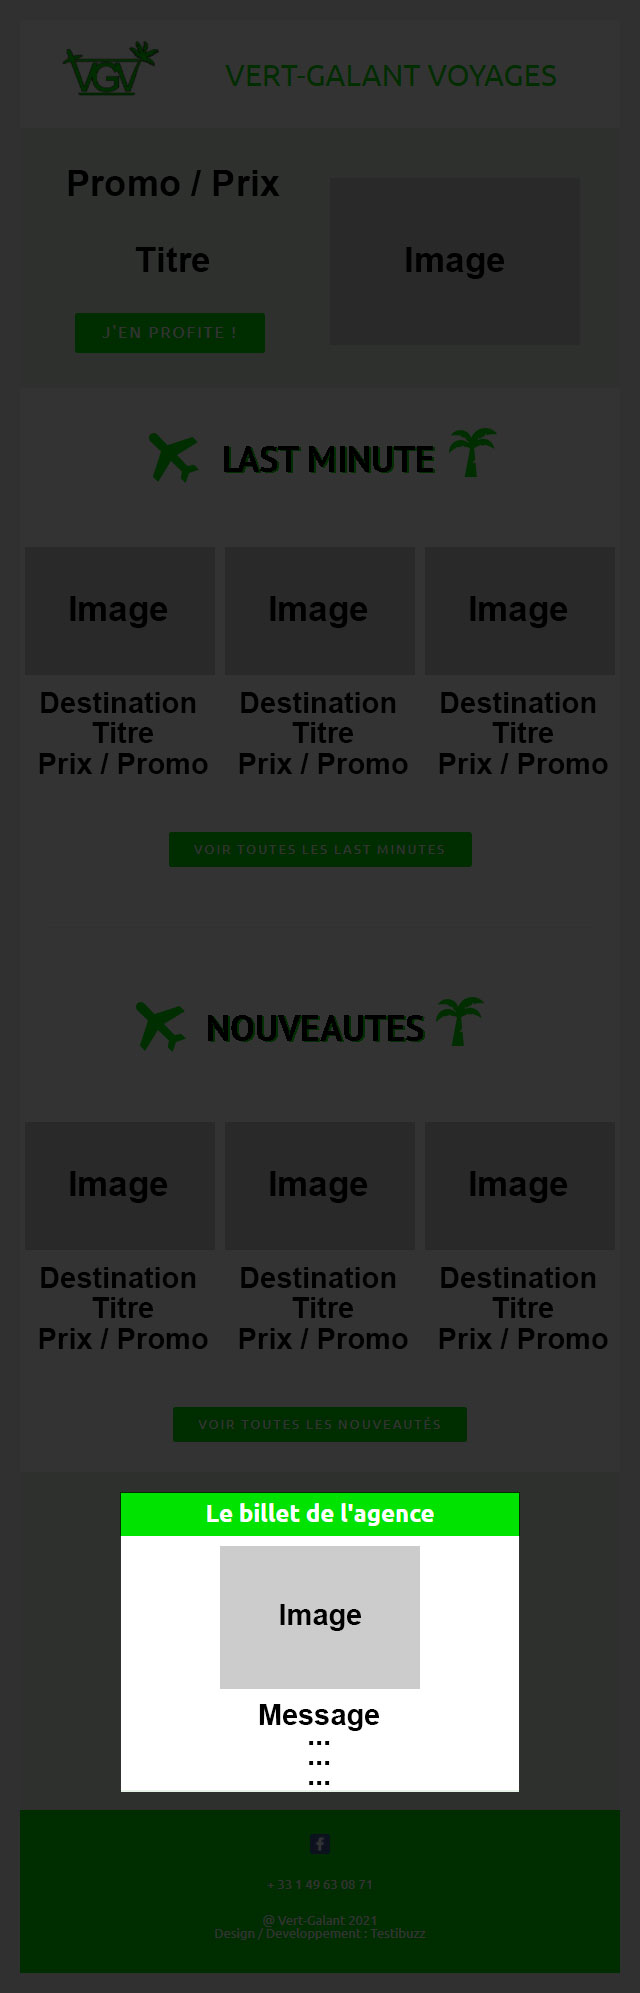 VGV
VERT-GALANT VOYAGES
Promo / Prix
Titre
Image
J'EN PROFITE !
LAST MINUTE
Image Image Image
Destination Destination Destination
Titre Titre Titre
Prix / Promo Prix / Promo Prix / Promo
VOIR TOUTES LES LAST MINUTES
NOUVEAUTES
Image Image Image
Destination Destination Destination
Titre Titre Titre
Prix / Promo Prix / Promo Prix / Promo
VOIR TOUTES LES NOUVEAUTÉS
Le billet de l'agence
Image
Message
...
...
...
+ 33 1 49 63 08 71
@ Vert-Galant 2021
Design / Developpement : Testibuzz